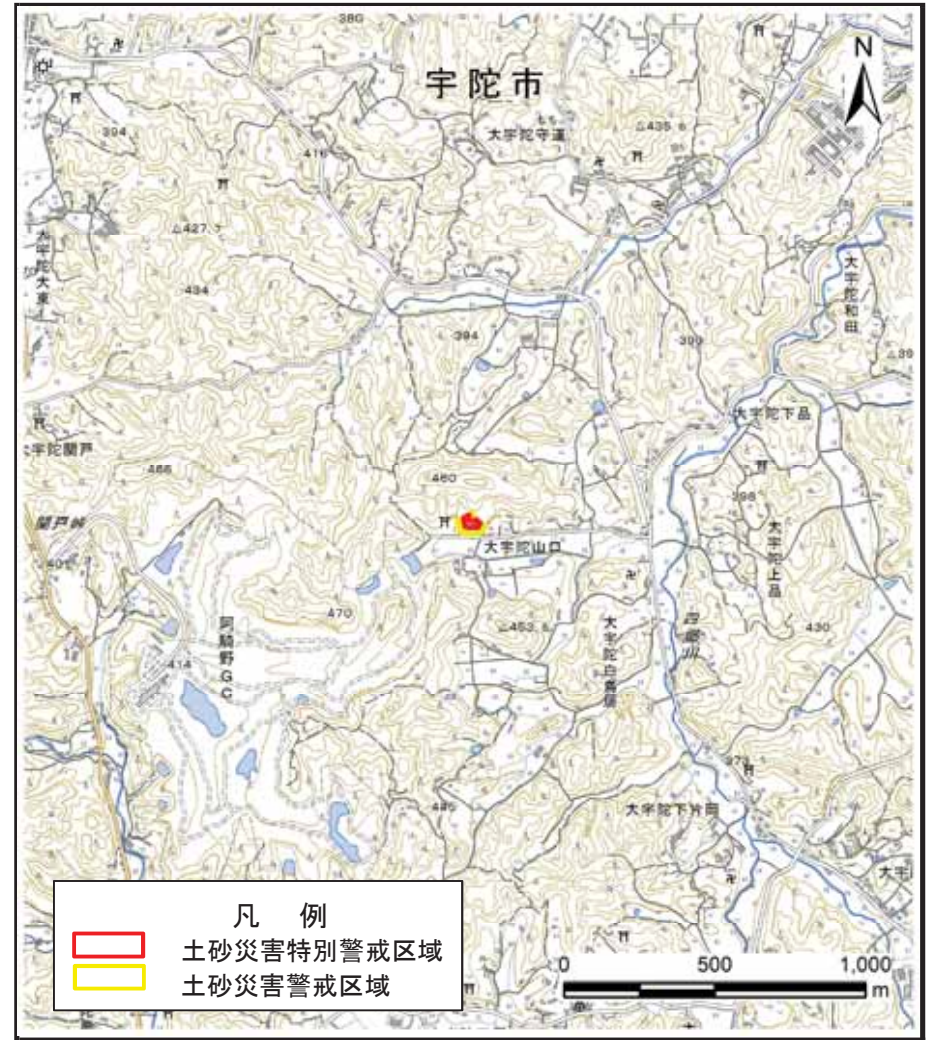 380
宇陀市
N
もち
大宇陀守道
△435.6
394
416
△427.7
大宇陀大東
434
大宇陀和田
394
399
△39
大宇陀下品
宇陀関戸
466
460
398
関戸峠
大宇陀山口
大宇陀上品
470
阿騎野GC
△453.6
大宇陀白鳥居
四郷川
430
414
445
大宇陀下片岡
大宇
凡 例
土砂災害特別警戒区域
土砂災害警戒区域
0 500 1,000
m